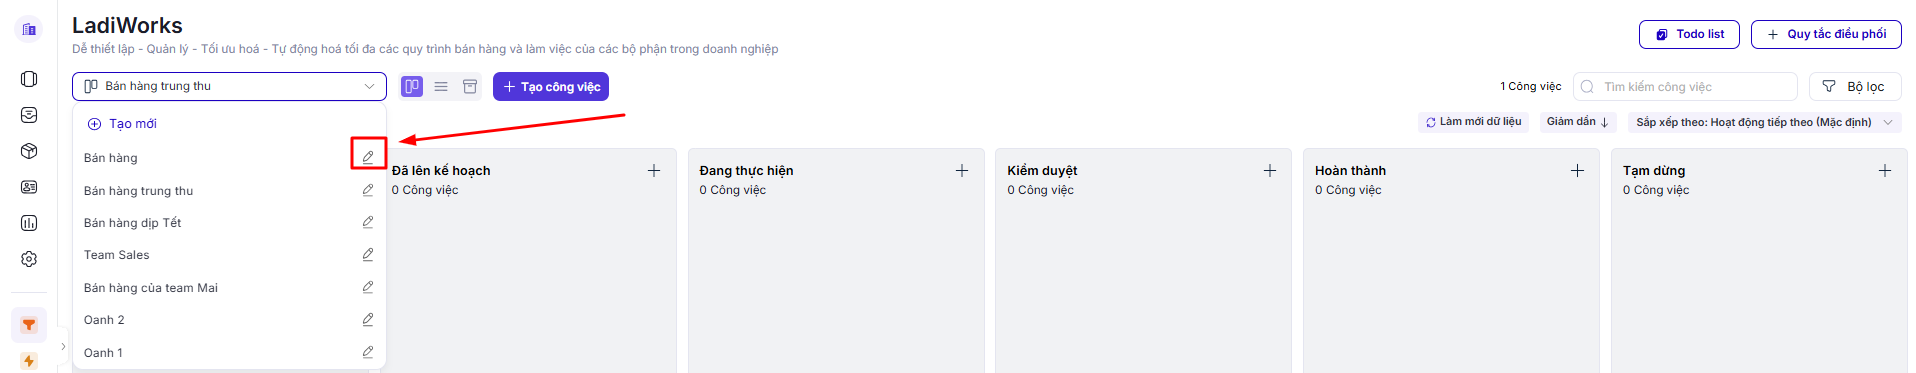 LadiWorks
Dễ thiết lập - Quản lý - Tối ưu hoá - Tự động hoá tối đa các quy trình bán hàng và làm việc của các bộ phận trong doanh nghiệp
Todo list
Quy tắc điều phối
Bán hàng trung thu
Tạo công việc
1 Công việc
Tìm kiếm công việc
Bộ lọc
Làm mới dữ liệu
Giảm dần
Sắp xếp theo: Hoạt động tiếp theo (Mặc định)
Tạo mới
Bán hàng
Bán hàng trung thu
Bán hàng dịp Tết
Team Sales
Bán hàng của team Mai
Oanh 2
Oanh 1
Đã lên kế hoạch
0 Công việc
Đang thực hiện
0 Công việc
Kiểm duyệt
0 Công việc
Hoàn thành
0 Công việc
Tạm dừng
0 Công việc